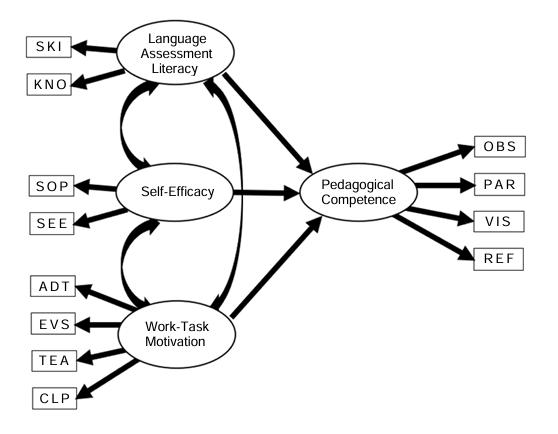 SKI
KNO
Language
Assessment
Literacy
SOP
SEE
Self-Efficacy
ADT
EVS
TEA
CLP
Work-Task
Motivation
Pedagogical
Competence
OBS
PAR
VIS
REF